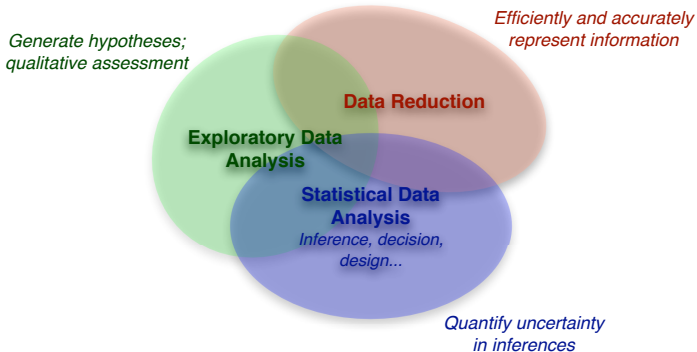 Generate hypotheses;
qualitative assessment
Efficiently and accurately
represent information
Data Reduction
Exploratory Data
Analysis
Statistical Data
Analysis
Inference, decision,
design...
Quantify uncertainty
in inferences